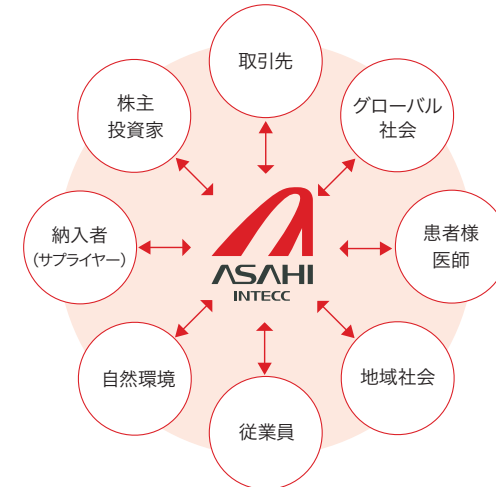 取引先
株主
投資家
グローバル
社会
納入者
(サプライヤー)
ASAHI
INTECC
患者様
医師
自然環境
地域社会
従業員